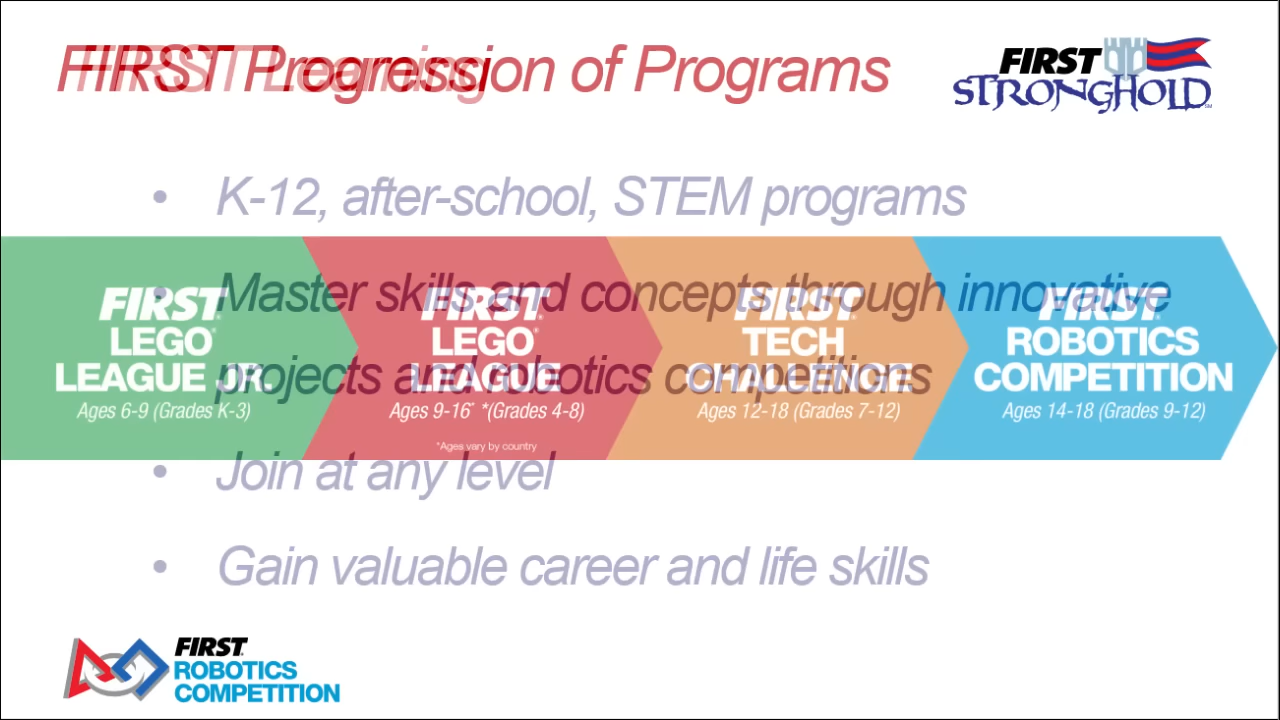 FIRST Progression of Programs
FIRST Learning
FIRST
STRONGHOLD
SM
• K-12, after-school, STEM programs
• Master skills and concepts through innovative
projects and robotics competitions
• Join at any level
• Gain valuable career and life skills
FIRST®
LEGO®
LEAGUE JR.
Ages 6-9 (Grades K-3)
FIRST®
LEGO®
LEAGUE
Ages 9-16* *(Grades 4-8)
*Ages vary by country
FIRST®
TECH
CHALLENGE
Ages 12-18 (Grades 7-12)
FIRST®
ROBOTICS
COMPETITION
Ages 14-18 (Grades 9-12)
FIRST®
ROBOTICS
COMPETITION